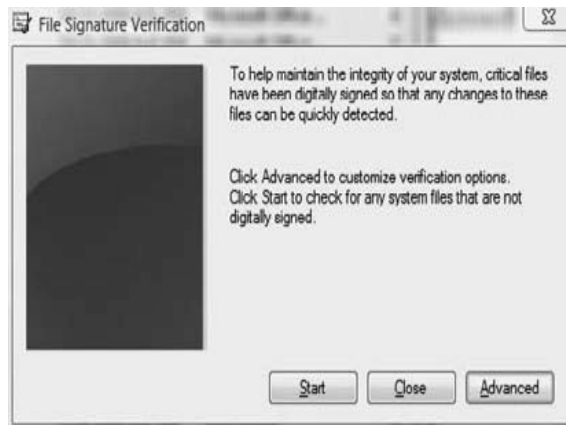 File Signature Verification
To help maintain the integrity of your system, critical files
have been digitally signed so that any changes to these
files can be quickly detected.
Click Advanced to customize verification options.
Click Start to check for any system files that are not
digitally signed.
Start
Close
Advanced